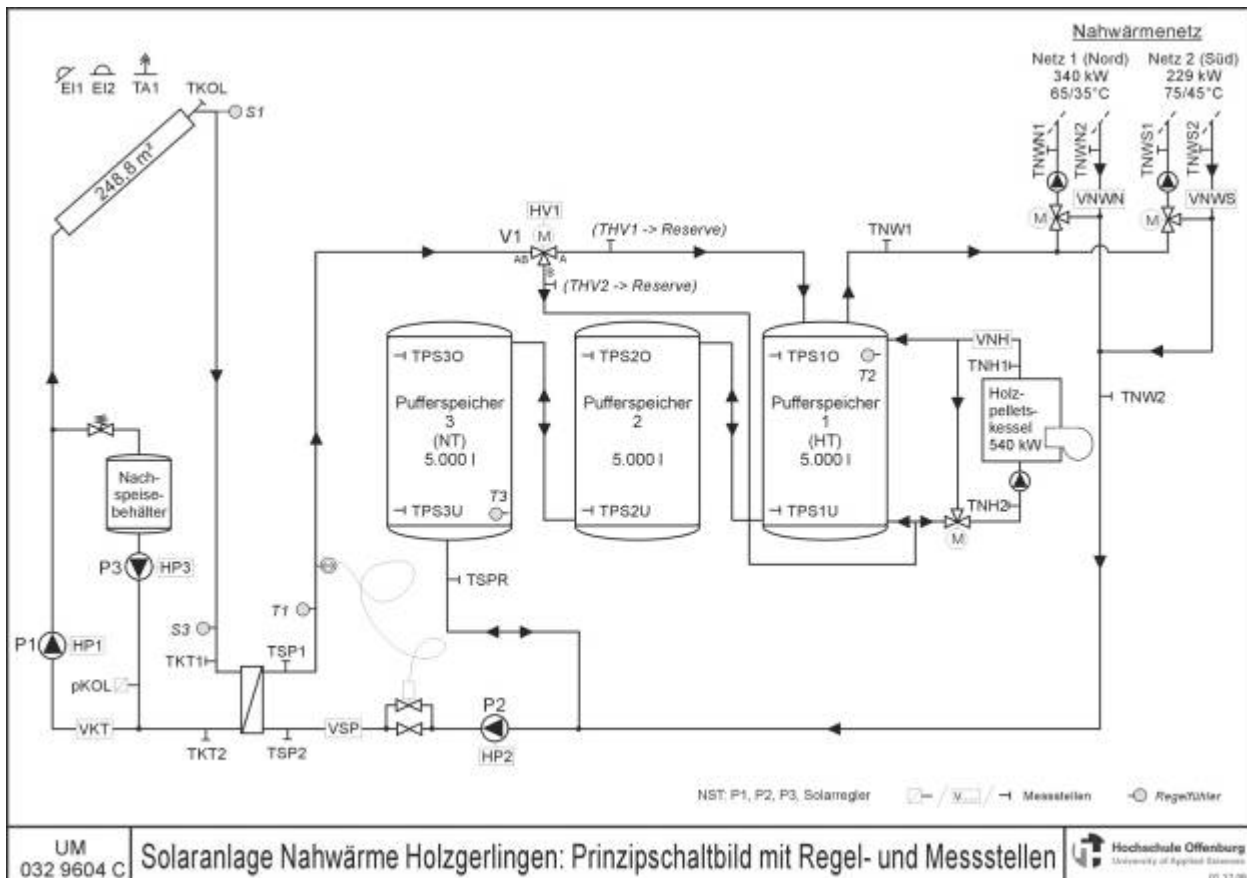 Nahwärmenetz
Netz 1 (Nord)
340 kW
65/35°C
Netz 2 (Süd)
229 kW
75/45°C
EI1
EI2
TA1
TKOL
S1
248,8 m²
TNWN1
TNWN2
TNWS1
TNWS2
VNWN
VNWS
M
M
HV1
M
V1
AB
A
B
(THV1 -> Reserve)
(THV2 -> Reserve)
TNW1
TPS3O
Pufferspeicher
3
(NT)
5.000 l
T3
TPS3U
TPS2O
Pufferspeicher
2
5.000 l
TPS2U
TPS1O
T2
Pufferspeicher
1
(HT)
5.000 l
TPS1U
VNH
TNH1
Holz-
pellets-
kessel
540 kW
TNH2
M
TNW2
Nach-
speise-
behälter
P3
HP3
P1
HP1
pKOL
VKT
S3
TKT1
TKT2
T1
TSP1
TSP2
VSP
P2
HP2
TSPR
NST: P1, P2, P3, Solarregler
V
Messstellen
Regelfühler
UM
032 9604 C
Solaranlage Nahwärme Holzgerlingen: Prinzipschaltbild mit Regel- und Messstellen
Hochschule Offenburg
University of Applied Sciences